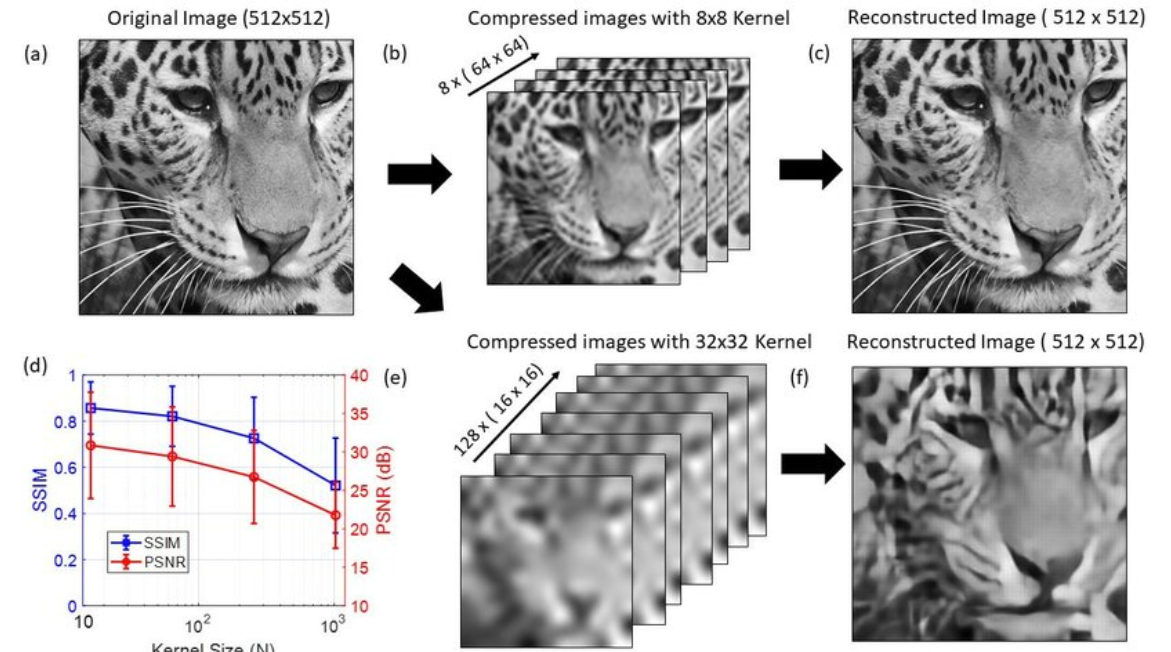 Original Image (512x512)
Compressed images with 8x8 Kernel
Reconstructed Image ( 512 x 512)
(a)
(b)
8 x ( 64 x 64)
(c)
Compressed images with 32x32 Kernel
Reconstructed Image ( 512 x 512)
(d)
1
0.8
0.6
0.4
0.2
0
SSIM
40
35
30
25
20
15
10
PSNR (dB)
SSIM
PSNR
10
10²
10³
Kernel Size (N)
(e)
128 x ( 16 x 16)
(f)